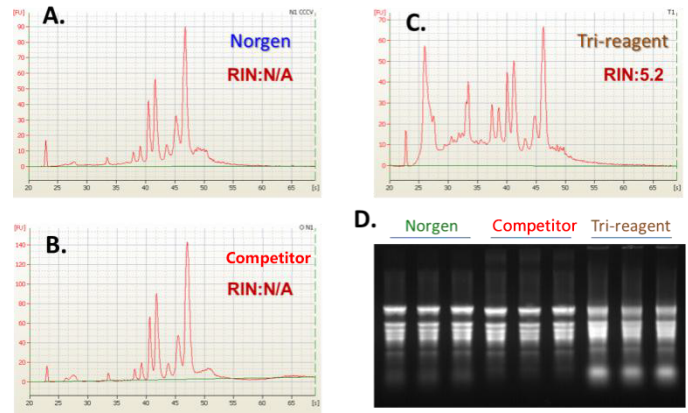 A.
[FU]
N1 CCCV
Norgen
RIN:N/A
90
80
70
60
50
40
30
20
10
0
20 25 30 35 40 45 50 55 60 65 [s]
B.
[FU]
O N1
Competitor
RIN:N/A
140
120
100
80
60
40
20
0
20 25 30 35 40 45 50 55 60 65 [s]
C.
[FU]
T1
Tri-reagent
RIN:5.2
70
60
50
40
30
20
10
0
20 25 30 35 40 45 50 55 60 65 [s]
D.
Norgen Competitor Tri-reagent